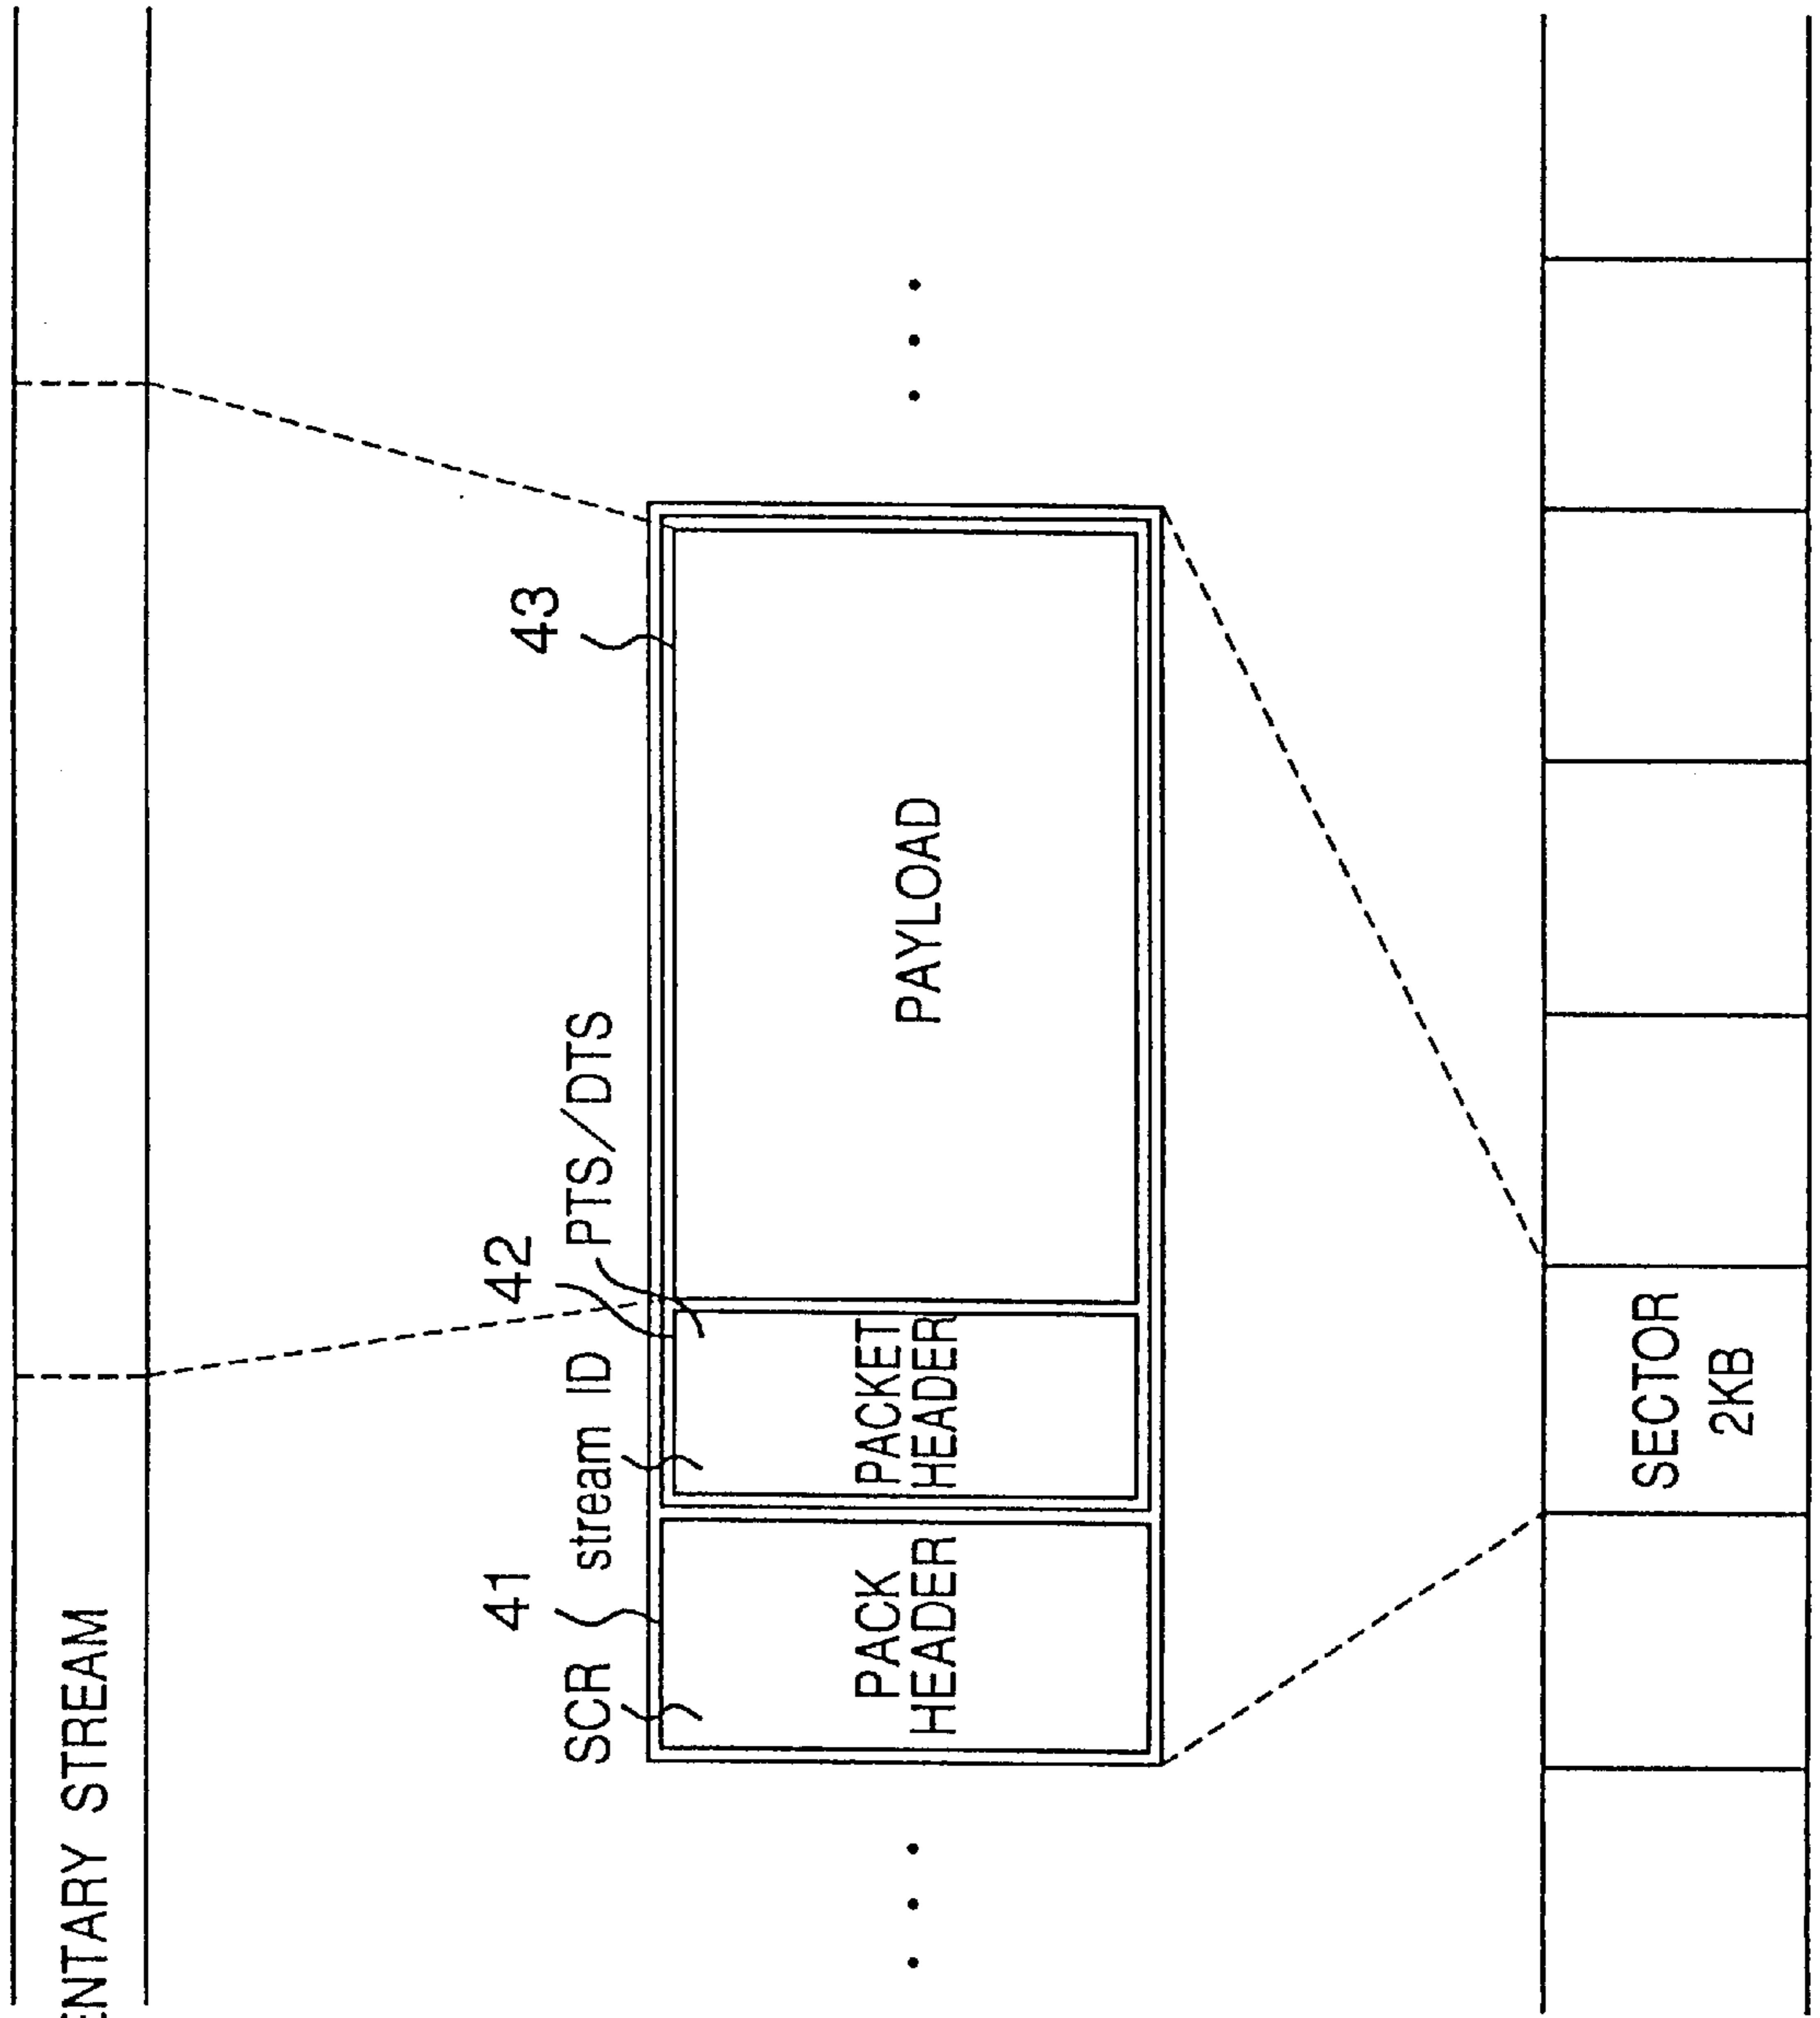 ENTARY STREAM
41
42
43
SCR
stream ID
PTS/DTS
PACK
HEADER
PACKET
HEADER
PAYLOAD
SECTOR
2KB